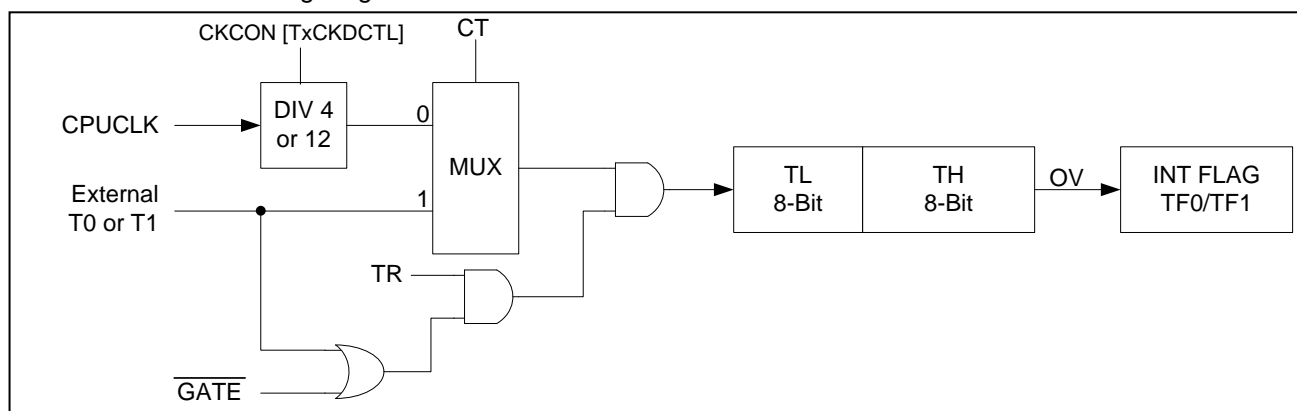 CKCON [TxCKDCTL]
CT
CPUCLK
DIV 4
or 12
0
MUX
External
T0 or T1
1
TL
8-Bit
TH
8-Bit
OV
INT FLAG
TF0/TF1
TR
GATE